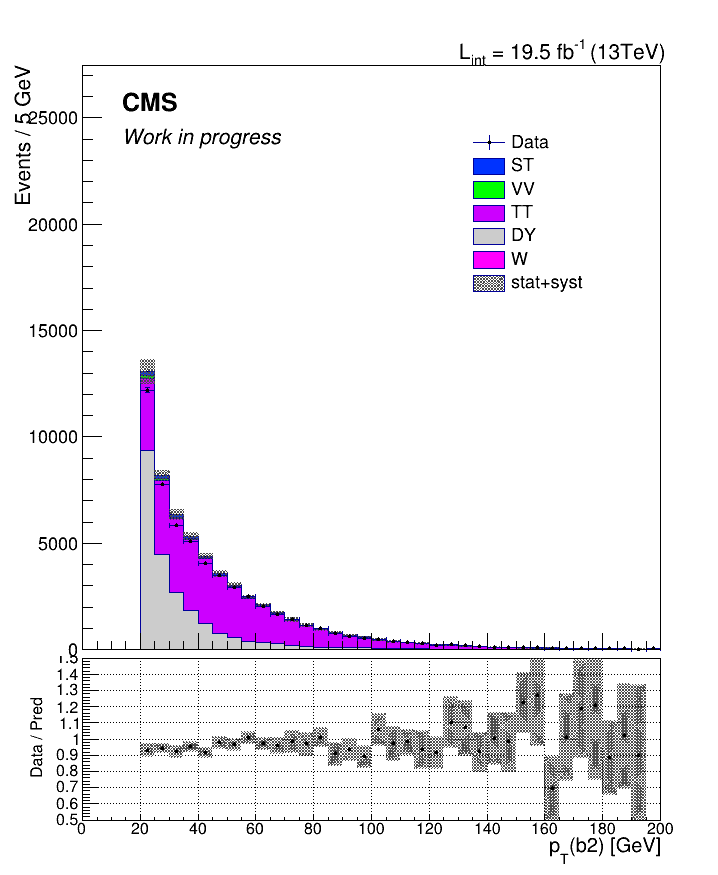 L_int = 19.5 fb^-1 (13TeV)
CMS
Work in progress
Events / 5 GeV
25000
20000
15000
10000
5000
0
Data
ST
VV
TT
DY
W
stat+syst
Data / Pred
1.5
1.4
1.3
1.2
1.1
1
0.9
0.8
0.7
0.6
0.5
0 20 40 60 80 100 120 140 160 180 200
p_T(b2) [GeV]